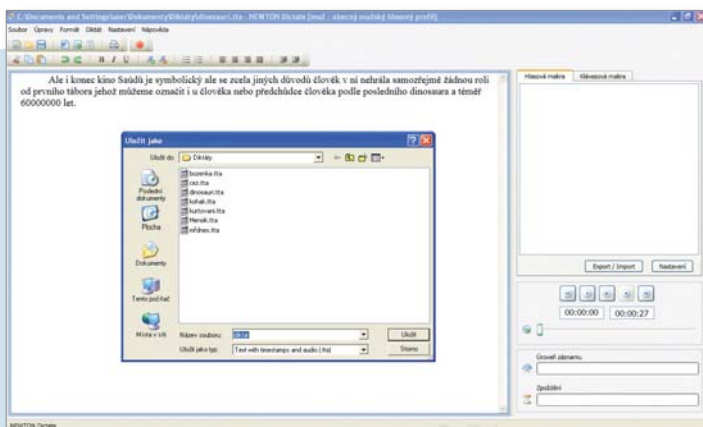 C:\Documents and Settings\user\Dokumenty\Diktáty\dinosauri.tta - NEWTON Dictate [mu2 : obecný mužský hlasový profil]
Soubor Úpravy Formát Diktát Nastavení Nápověda
B I U
Ale i konec kino Saúdů je symbolický ale se zcela jiných důvodů člověk v ní nehrála samozřejmě žádnou roli
od prvního tábora jehož můžeme označit i u člověka nebo předchůdce člověka podle posledního dinosaura a téměř
60000000 let.
Hlasová makra Klávesová makra
Uložit jako
Uložit do: Diktáty
bozenka.tta
cez.tta
dinosauri.tta
kohak.tta
kurtovani.tta
Mensik.tta
mfdnes.tta
Poslední
dokumenty
Plocha
Dokumenty
Tento počítač
Místa v síti
Název souboru: diktat Uložit
Uložit jako typ: Text with timestamps and audio (.tta) Storno
Export / Import Nastavení
00:00:00 00:00:27
Úroveň záznamu
Zpoždění
NEWTON Dictate